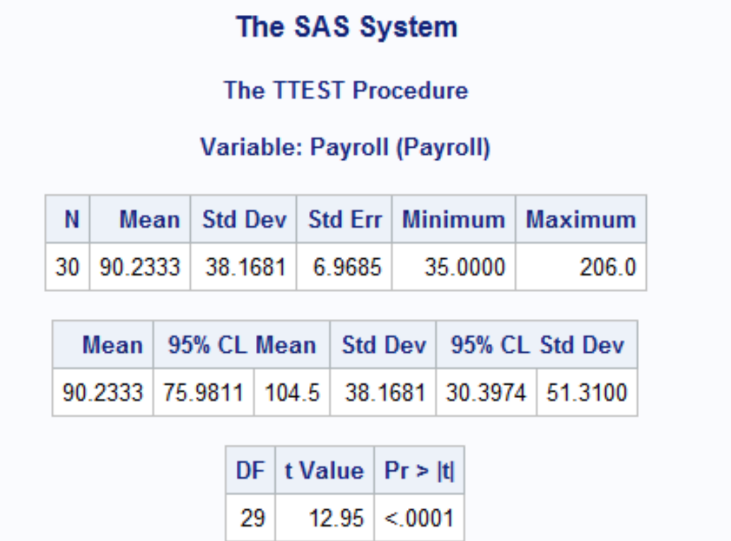 The SAS System
The TTEST Procedure
Variable: Payroll (Payroll)
N Mean Std Dev Std Err Minimum Maximum
30 90.2333 38.1681 6.9685 35.0000 206.0
Mean 95% CL Mean Std Dev 95% CL Std Dev
90.2333 75.9811 104.5 38.1681 30.3974 51.3100
DF t Value Pr > |t|
29 12.95 <.0001